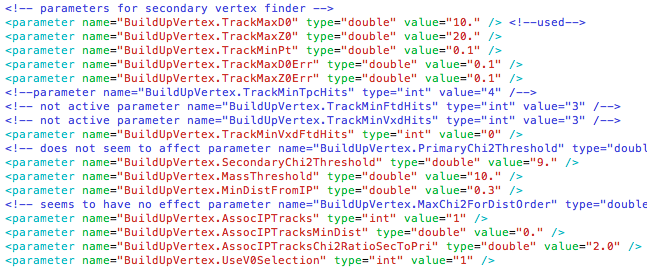 <!-- parameters for secondary vertex finder -->
<parameter name="BuildUpVertex.TrackMaxD0" type="double" value="10." /> <!--used-->
<parameter name="BuildUpVertex.TrackMaxZ0" type="double" value="20." />
<parameter name="BuildUpVertex.TrackMinPt" type="double" value="0.1" />
<parameter name="BuildUpVertex.TrackMaxD0Err" type="double" value="0.1" />
<parameter name="BuildUpVertex.TrackMaxZ0Err" type="double" value="0.1" />
<!--parameter name="BuildUpVertex.TrackMinTpcHits" type="int" value="4" /-->
<!-- not active parameter name="BuildUpVertex.TrackMinFtdHits" type="int" value="3" /-->
<!-- not active parameter name="BuildUpVertex.TrackMinVxdHits" type="int" value="3" /-->
<parameter name="BuildUpVertex.TrackMinVxdFtdHits" type="int" value="0" />
<!-- does not seem to affect parameter name="BuildUpVertex.PrimaryChi2Threshold" type="doubl
<parameter name="BuildUpVertex.SecondaryChi2Threshold" type="double" value="9." />
<parameter name="BuildUpVertex.MassThreshold" type="double" value="10." />
<parameter name="BuildUpVertex.MinDistFromIP" type="double" value="0.3" />
<!-- seems to have no effect parameter name="BuildUpVertex.MaxChi2ForDistOrder" type="double
<parameter name="BuildUpVertex.AssocIPTracks" type="int" value="1" />
<parameter name="BuildUpVertex.AssocIPTracksMinDist" type="double" value="0." />
<parameter name="BuildUpVertex.AssocIPTracksChi2RatioSecToPri" type="double" value="2.0" />
<parameter name="BuildUpVertex.UseV0Selection" type="int" value="1" />